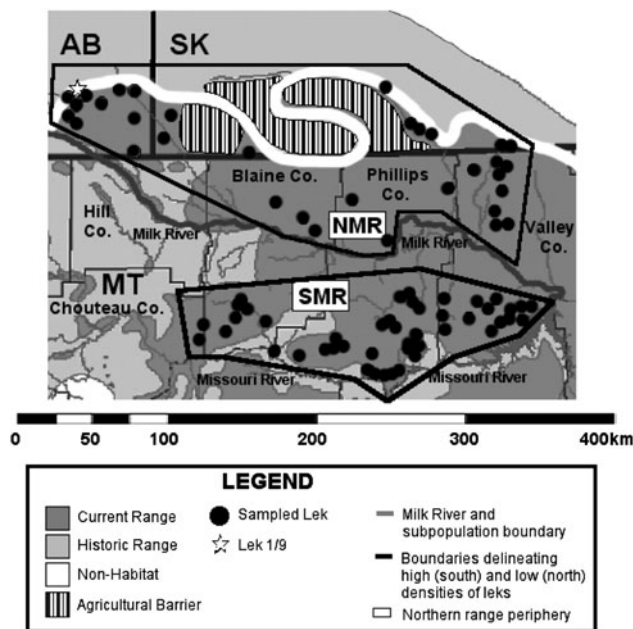 AB SK
Blaine Co. Phillips Co.
Hill Co.
Milk River
NMR
Milk River
Valley Co.
MT
Chouteau Co.
SMR
Missouri River
Missouri River
0 50 100 200 300 400km
LEGEND
Current Range
Historic Range
Non-Habitat
Agricultural Barrier
Sampled Lek
Lek 1/9
Milk River and
subpopulation boundary
Boundaries delineating
high (south) and low (north)
densities of leks
Northern range periphery